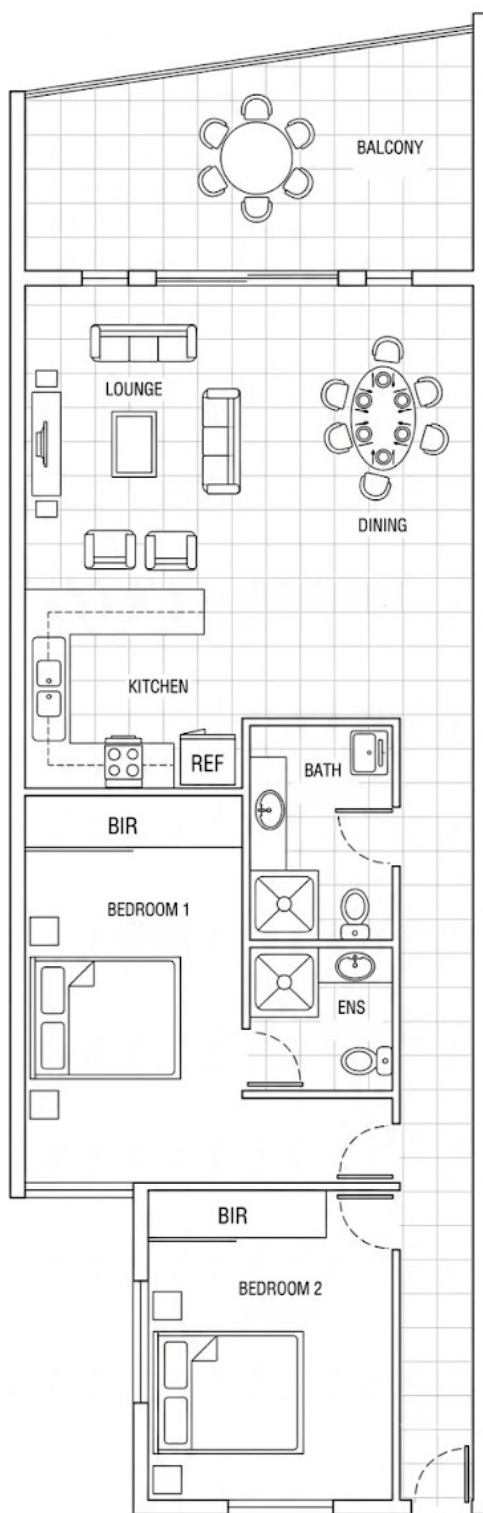 BALCONY
LOUNGE
DINING
KITCHEN
REF
BATH
BIR
BEDROOM 1
ENS
BIR
BEDROOM 2